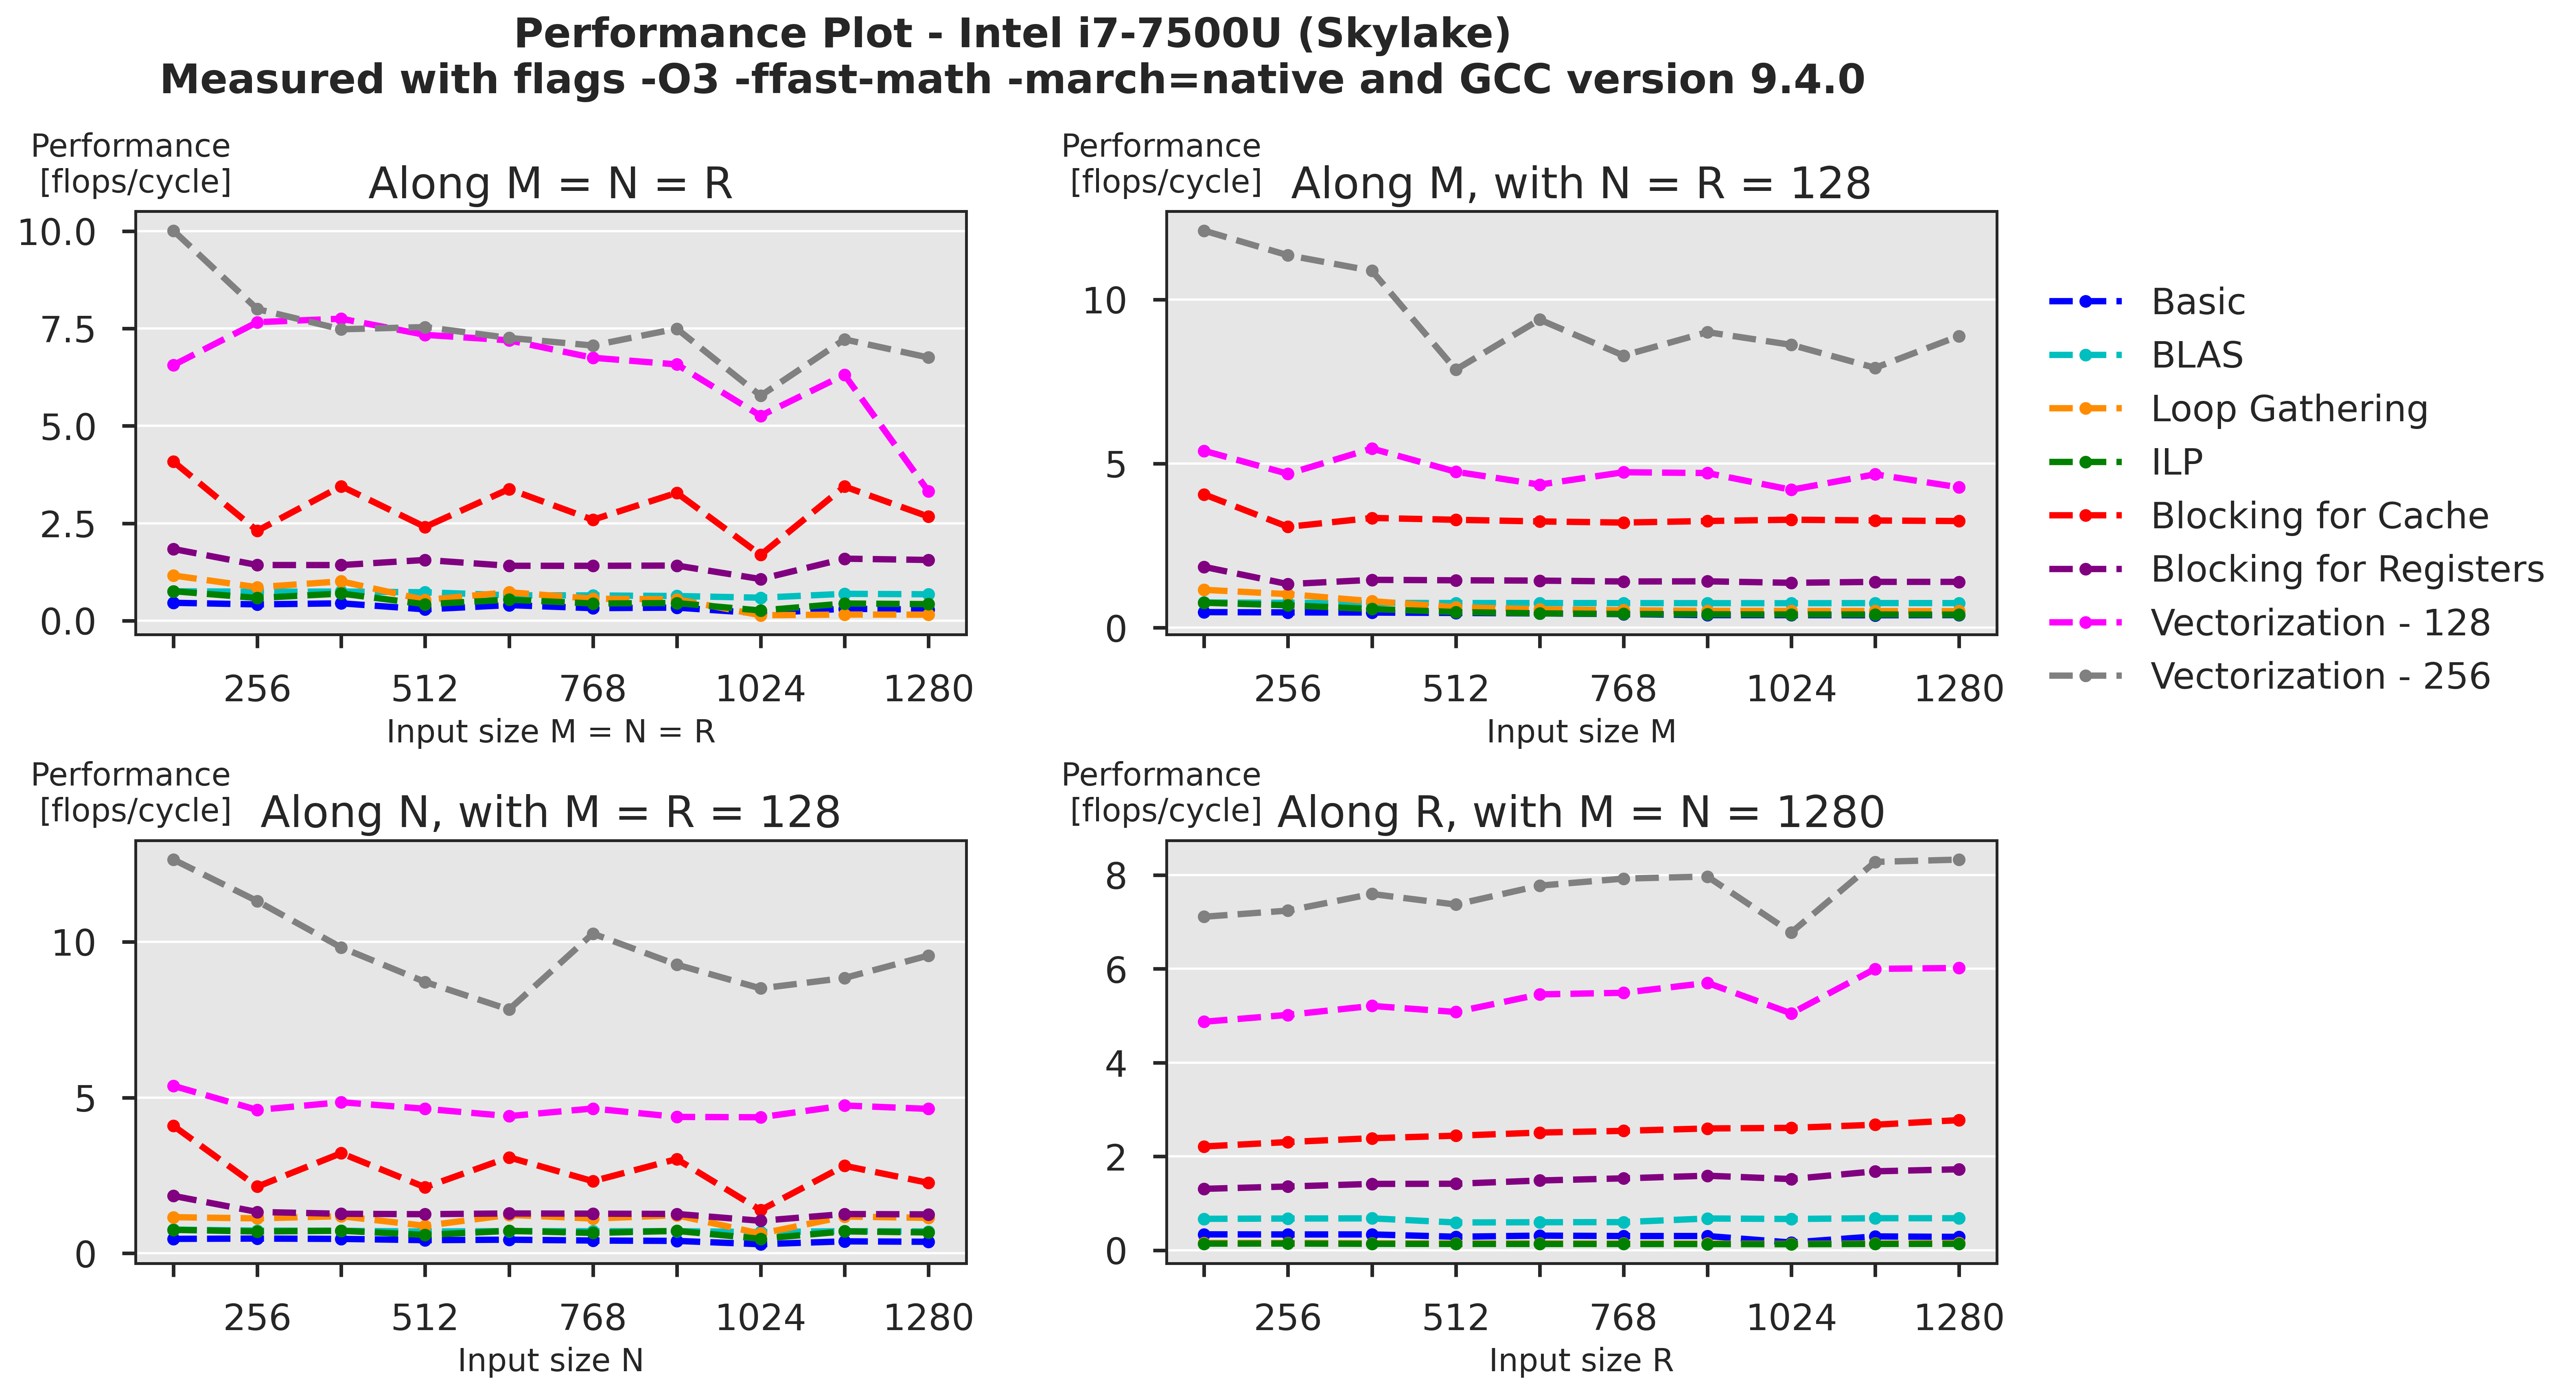 Performance Plot - Intel i7-7500U (Skylake)
Measured with flags -O3 -ffast-math -march=native and GCC version 9.4.0
Performance
[flops/cycle]
Along M = N = R
10.0
7.5
5.0
2.5
0.0
256 512 768 1024 1280
Input size M = N = R
Performance
[flops/cycle]
Along M, with N = R = 128
10
5
0
256 512 768 1024 1280
Input size M
Basic
BLAS
Loop Gathering
ILP
Blocking for Cache
Blocking for Registers
Vectorization - 128
Vectorization - 256
Performance
[flops/cycle]
Along N, with M = R = 128
10
5
0
256 512 768 1024 1280
Input size N
Performance
[flops/cycle]
Along R, with M = N = 1280
8
6
4
2
0
256 512 768 1024 1280
Input size R